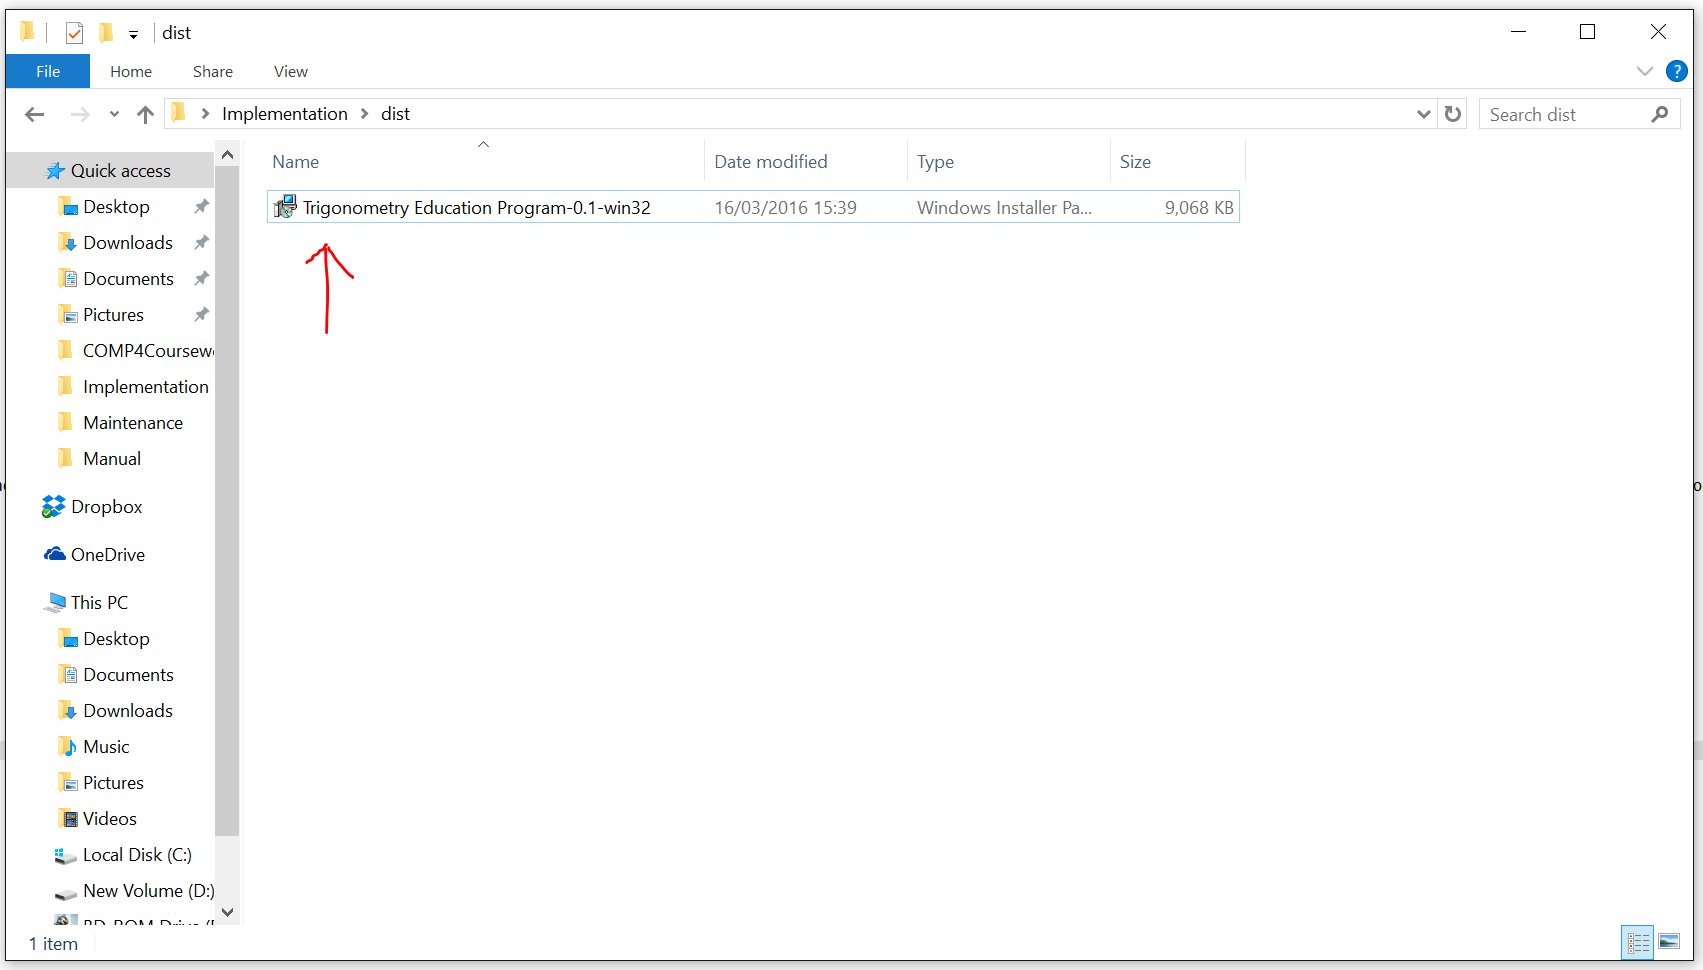 dist
File Home Share View
?
Implementation dist
Search dist
Name Date modified Type Size
Trigonometry Education Program-0.1-win32 16/03/2016 15:39 Windows Installer Pa... 9,068 KB
Quick access
Desktop
Downloads
Documents
Pictures
COMP4Coursew
Implementation
Maintenance
Manual
Dropbox
OneDrive
This PC
Desktop
Documents
Downloads
Music
Pictures
Videos
Local Disk (C:)
New Volume (D:)
BD-ROM Drive (
1 item